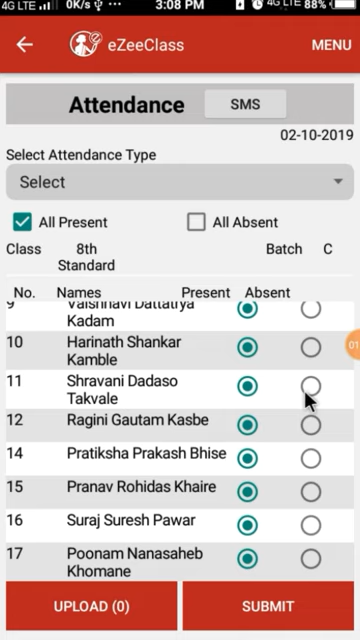 4G LTE 0K/s ... 3:08 PM 4G LTE 88%
eZeeClass MENU
Attendance SMS
02-10-2019
Select Attendance Type
Select
All Present All Absent
Class 8th Standard Batch C
No. Names Present Absent
9 Vaishnavi Dattatrya
Kadam
10 Harinath Shankar
Kamble
11 Shravani Dadaso
Takvale
12 Ragini Gautam Kasbe
14 Pratiksha Prakash Bhise
15 Pranav Rohidas Khaire
16 Suraj Suresh Pawar
17 Poonam Nanasaheb
Khomane
UPLOAD (0) SUBMIT